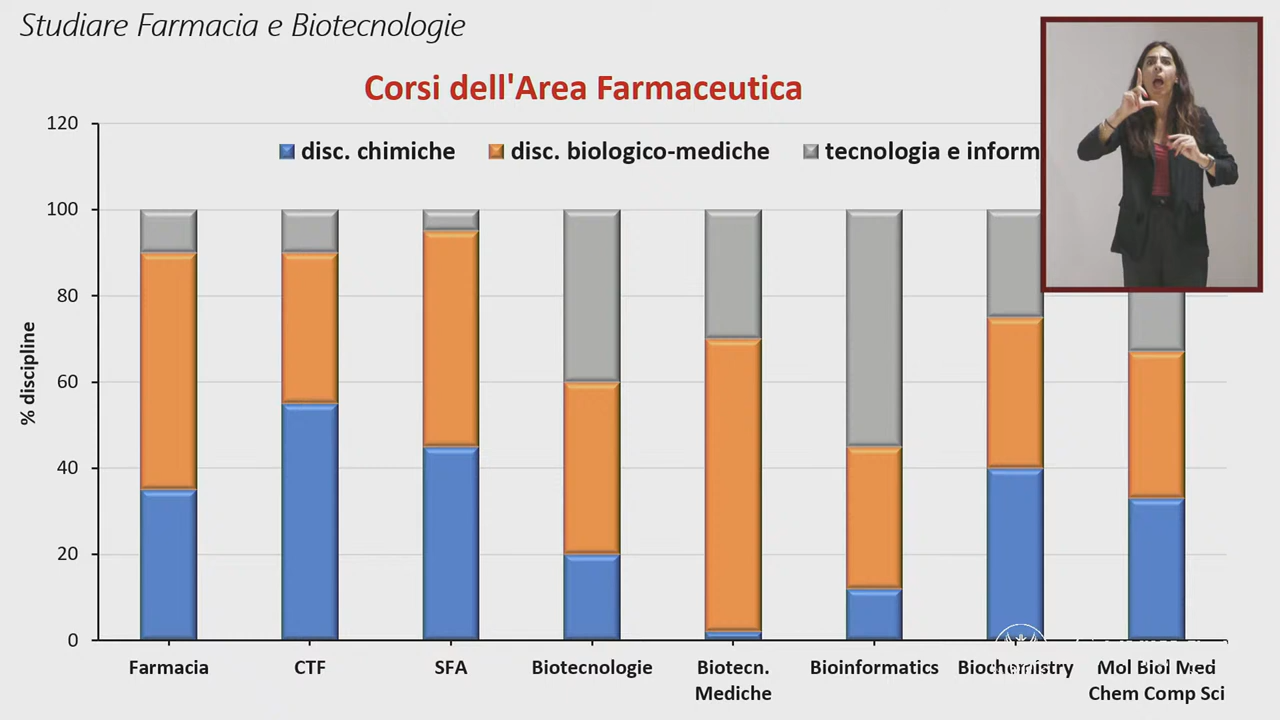 Studiare Farmacia e Biotecnologie
Corsi dell'Area Farmaceutica
disc. chimiche disc. biologico-mediche tecnologia e inform
% discipline
120
100
80
60
40
20
0
Farmacia CTF SFA Biotecnologie Biotecn. Mediche Bioinformatics Biochemistry Mol Biol Med Chem Comp Sci